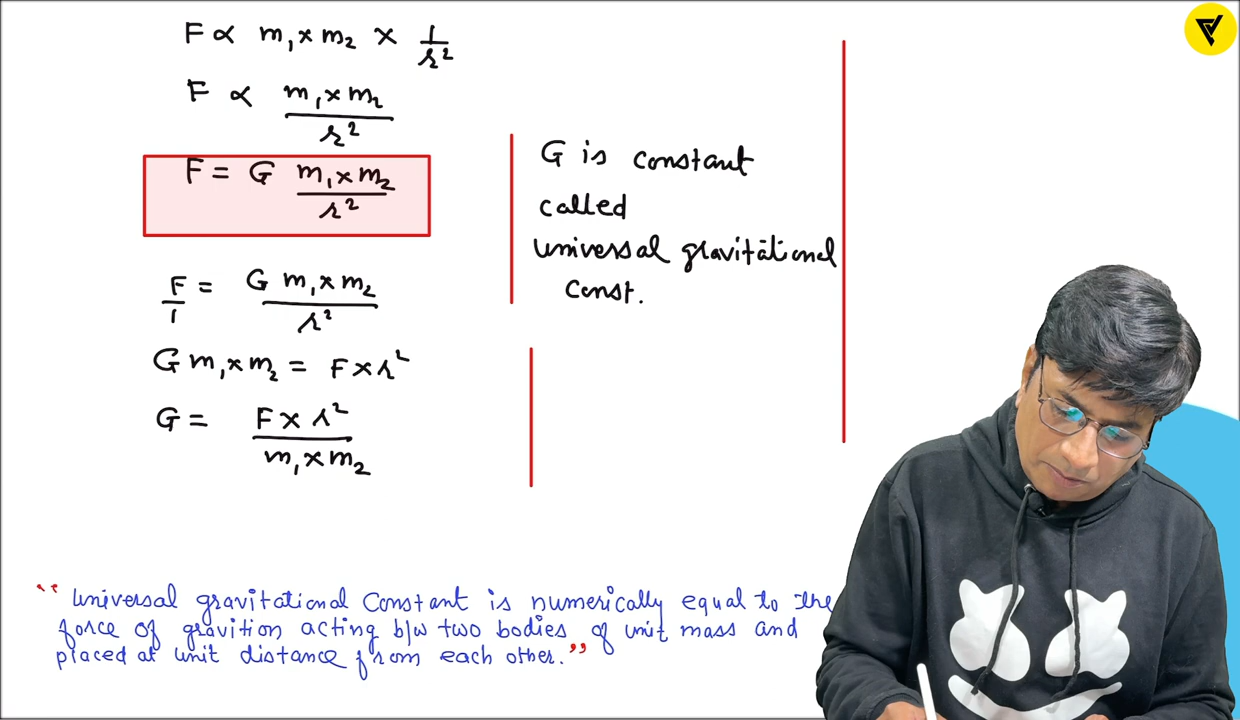 F ∝ m₁ × m₂ × 1/r²
F ∝ m₁ × m₂ / r²
F = G m₁ × m₂ / r²
F/1 = G m₁ × m₂ / r²
G m₁ × m₂ = F × r²
G = F × r² / m₁ × m₂
G is constant
called
universal gravitational
const.
“ Universal gravitational Constant is numerically equal to the
force of gravition acting b/w two bodies of unit mass and
placed at unit distance from each other. ”